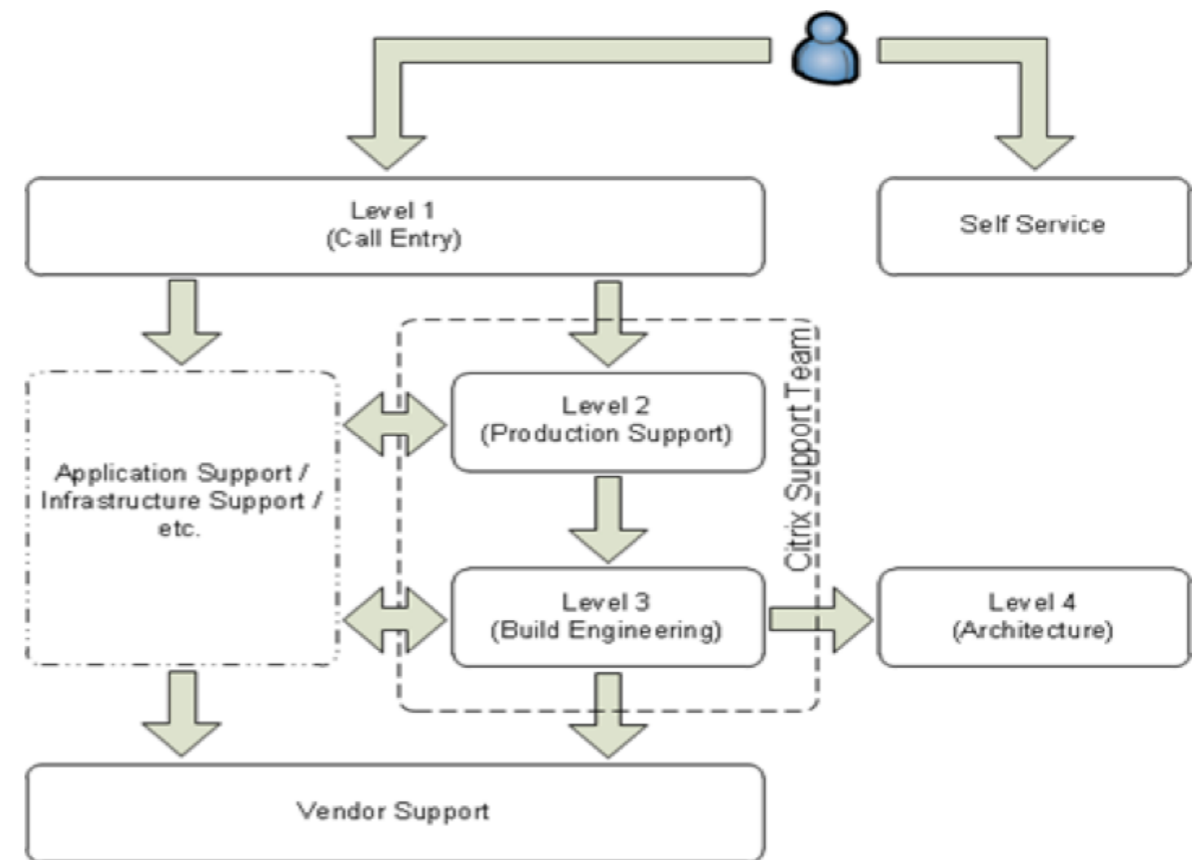 Level 1
(Call Entry)
Self Service
Level 2
(Production Support)
Citrix Support Team
Application Support /
Infrastructure Support /
etc.
Level 3
(Build Engineering)
Level 4
(Architecture)
Vendor Support